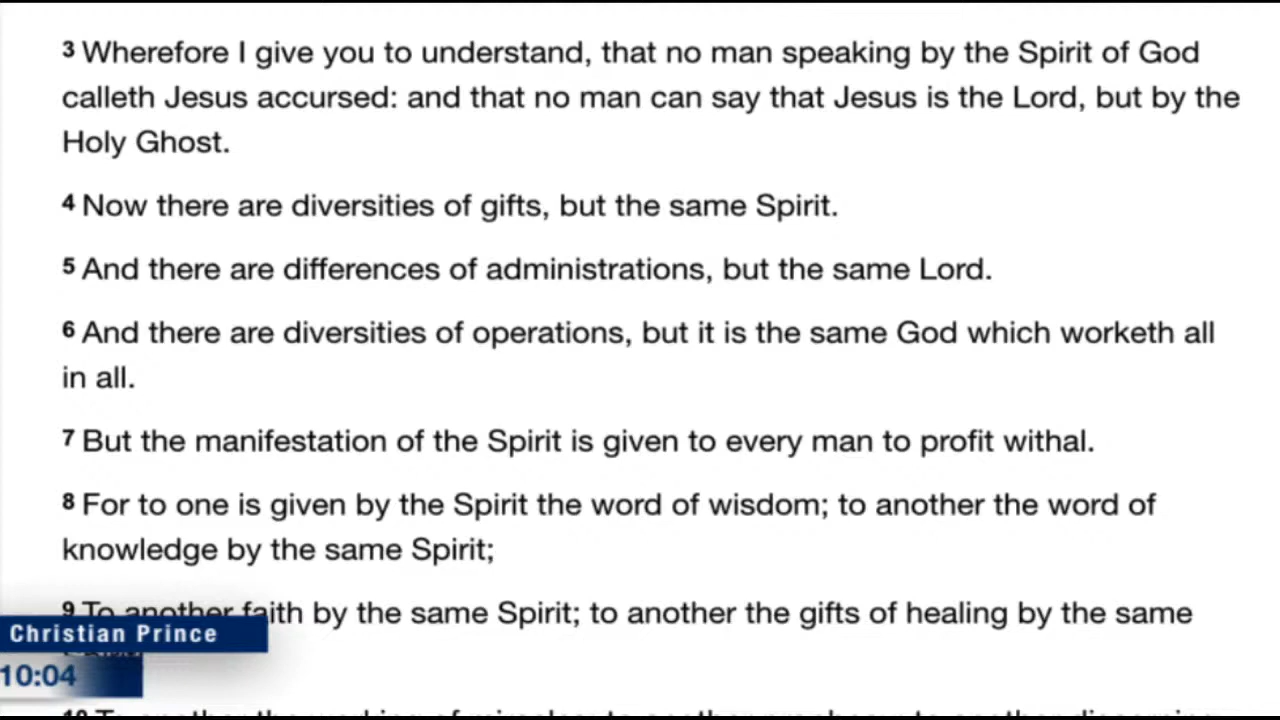 3 Wherefore I give you to understand, that no man speaking by the Spirit of God
calleth Jesus accursed: and that no man can say that Jesus is the Lord, but by the
Holy Ghost.
4 Now there are diversities of gifts, but the same Spirit.
5 And there are differences of administrations, but the same Lord.
6 And there are diversities of operations, but it is the same God which worketh all
in all.
7 But the manifestation of the Spirit is given to every man to profit withal.
8 For to one is given by the Spirit the word of wisdom; to another the word of
knowledge by the same Spirit;
9 To another faith by the same Spirit; to another the gifts of healing by the same
Christian Prince
10:04